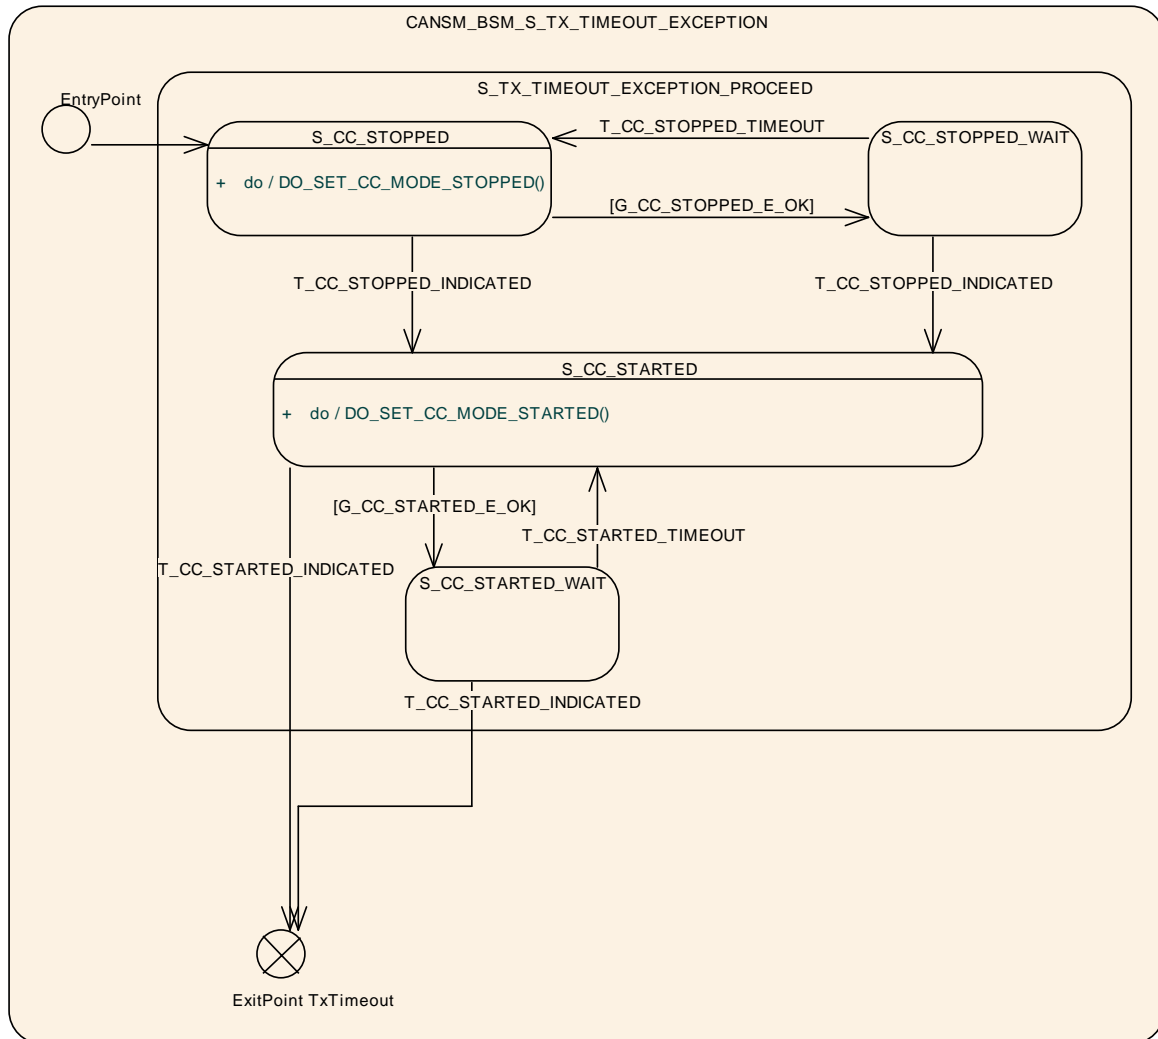 CANSM_BSM_S_TX_TIMEOUT_EXCEPTION
S_TX_TIMEOUT_EXCEPTION_PROCEED
EntryPoint
S_CC_STOPPED
T_CC_STOPPED_TIMEOUT
S_CC_STOPPED_WAIT
+ do / DO_SET_CC_MODE_STOPPED()
[G_CC_STOPPED_E_OK]
T_CC_STOPPED_INDICATED
T_CC_STOPPED_INDICATED
S_CC_STARTED
+ do / DO_SET_CC_MODE_STARTED()
[G_CC_STARTED_E_OK]
T_CC_STARTED_TIMEOUT
T_CC_STARTED_INDICATED
S_CC_STARTED_WAIT
T_CC_STARTED_INDICATED
ExitPoint TxTimeout